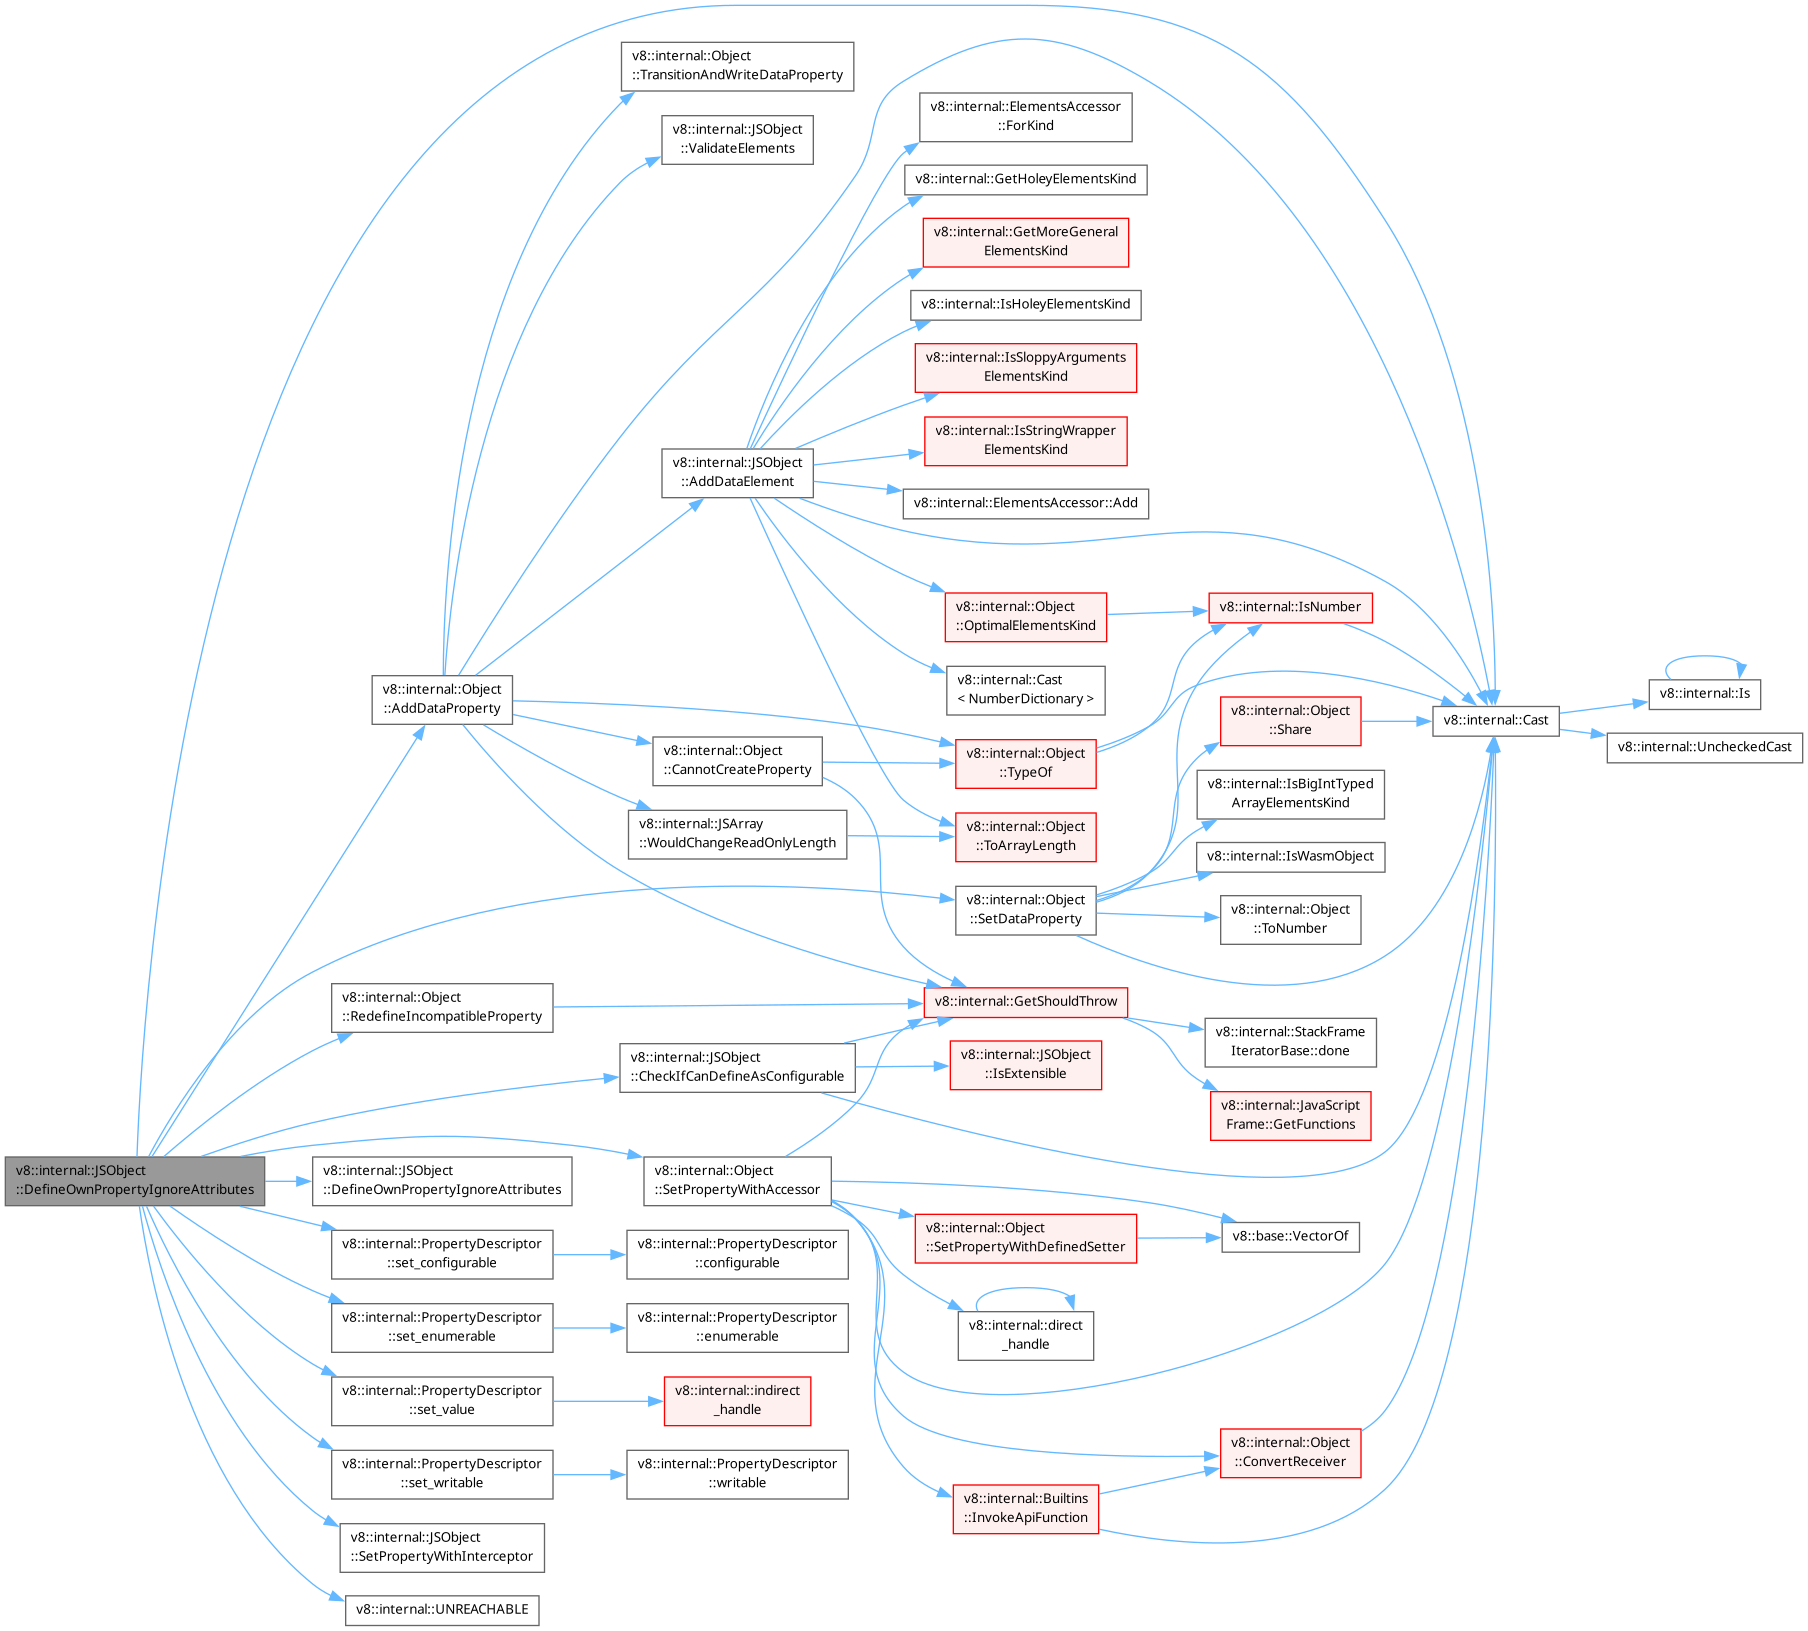 v8::internal::Object
::TransitionAndWriteDataProperty
v8::internal::JSObject
::ValidateElements
v8::internal::ElementsAccessor
::ForKind
v8::internal::GetHoleyElementsKind
v8::internal::GetMoreGeneral
ElementsKind
v8::internal::IsHoleyElementsKind
v8::internal::IsSloppyArguments
ElementsKind
v8::internal::IsStringWrapper
ElementsKind
v8::internal::JSObject
::AddDataElement
v8::internal::ElementsAccessor::Add
v8::internal::Object
::OptimalElementsKind
v8::internal::IsNumber
v8::internal::Cast
< NumberDictionary >
v8::internal::Object
::AddDataProperty
v8::internal::Object
::CannotCreateProperty
v8::internal::Object
::TypeOf
v8::internal::Object
::Share
v8::internal::Cast
v8::internal::Is
v8::internal::UncheckedCast
v8::internal::JSArray
::WouldChangeReadOnlyLength
v8::internal::Object
::ToArrayLength
v8::internal::IsBigIntTyped
ArrayElementsKind
v8::internal::IsWasmObject
v8::internal::Object
::SetDataProperty
v8::internal::Object
::ToNumber
v8::internal::Object
::RedefineIncompatibleProperty
v8::internal::GetShouldThrow
v8::internal::StackFrame
IteratorBase::done
v8::internal::JSObject
::CheckIfCanDefineAsConfigurable
v8::internal::JSObject
::IsExtensible
v8::internal::JavaScript
Frame::GetFunctions
v8::internal::JSObject
::DefineOwnPropertyIgnoreAttributes
v8::internal::JSObject
::DefineOwnPropertyIgnoreAttributes
v8::internal::Object
::SetPropertyWithAccessor
v8::internal::Object
::SetPropertyWithDefinedSetter
v8::base::VectorOf
v8::internal::PropertyDescriptor
::set_configurable
v8::internal::PropertyDescriptor
::configurable
v8::internal::PropertyDescriptor
::set_enumerable
v8::internal::PropertyDescriptor
::enumerable
v8::internal::direct
_handle
v8::internal::PropertyDescriptor
::set_value
v8::internal::indirect
_handle
v8::internal::PropertyDescriptor
::set_writable
v8::internal::PropertyDescriptor
::writable
v8::internal::Object
::ConvertReceiver
v8::internal::Builtins
::InvokeApiFunction
v8::internal::JSObject
::SetPropertyWithInterceptor
v8::internal::UNREACHABLE